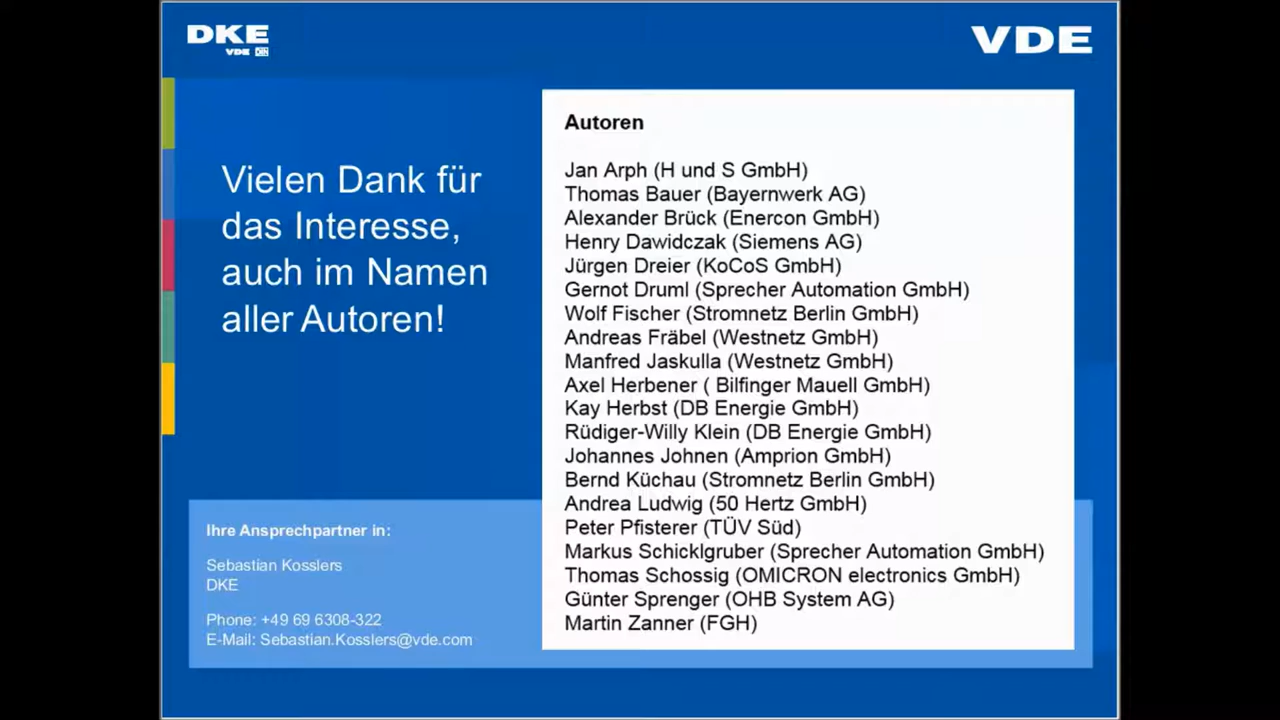 DKE
VDE DIN
VDE
Vielen Dank für
das Interesse,
auch im Namen
aller Autoren!
Autoren
Jan Arph (H und S GmbH)
Thomas Bauer (Bayernwerk AG)
Alexander Brück (Enercon GmbH)
Henry Dawidczak (Siemens AG)
Jürgen Dreier (KoCoS GmbH)
Gernot Druml (Sprecher Automation GmbH)
Wolf Fischer (Stromnetz Berlin GmbH)
Andreas Fräbel (Westnetz GmbH)
Manfred Jaskulla (Westnetz GmbH)
Axel Herbener ( Bilfinger Mauell GmbH)
Kay Herbst (DB Energie GmbH)
Rüdiger-Willy Klein (DB Energie GmbH)
Johannes Johnen (Amprion GmbH)
Bernd Küchau (Stromnetz Berlin GmbH)
Andrea Ludwig (50 Hertz GmbH)
Peter Pfisterer (TÜV Süd)
Markus Schicklgruber (Sprecher Automation GmbH)
Thomas Schossig (OMICRON electronics GmbH)
Günter Sprenger (OHB System AG)
Martin Zanner (FGH)
Ihre Ansprechpartner in:
Sebastian Kosslers
DKE
Phone: +49 69 6308-322
E-Mail: Sebastian.Kosslers@vde.com